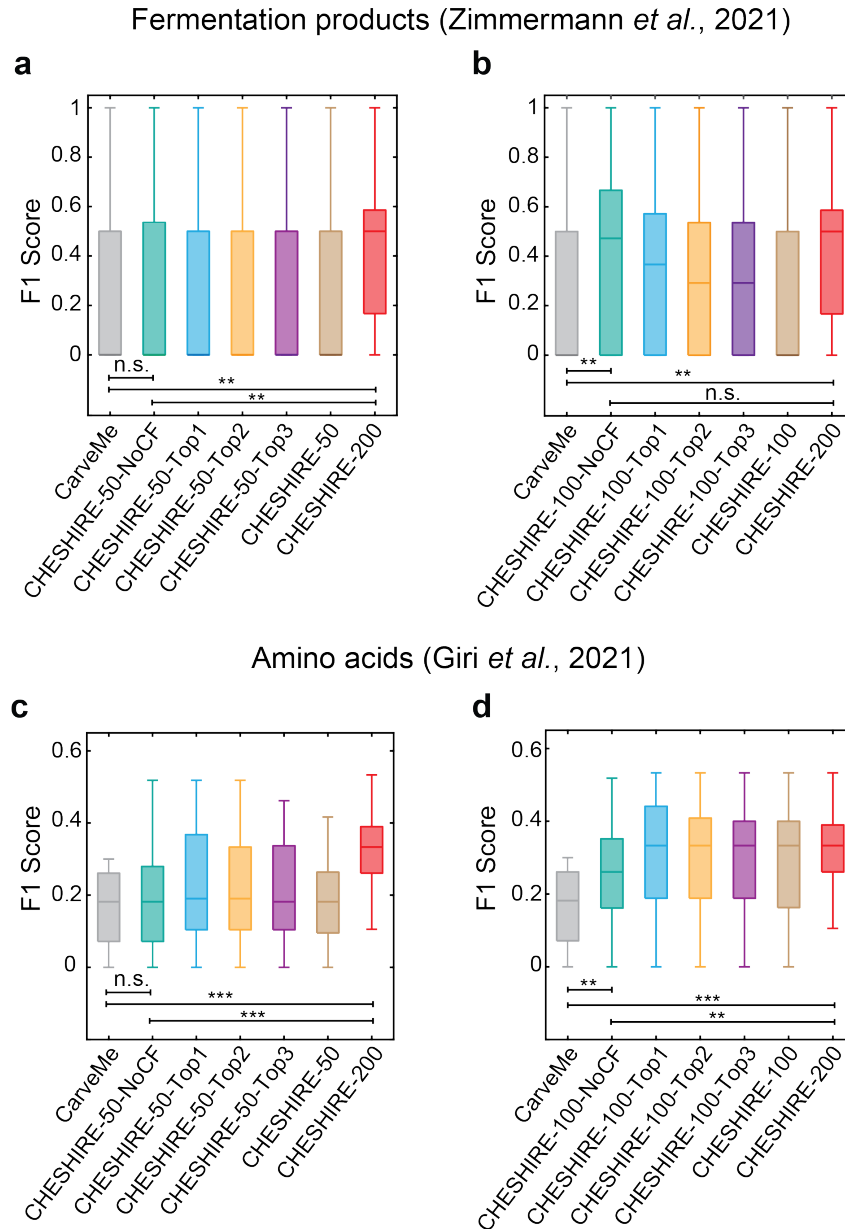 Fermentation products (Zimmermann et al., 2021)
a
b
1
0.8
0.6
0.4
0.2
0
F1 Score
n.s.
**
**
CarveMe
CHESHIRE-50-NoCF
CHESHIRE-50-Top1
CHESHIRE-50-Top2
CHESHIRE-50-Top3
CHESHIRE-50
CHESHIRE-200
1
0.8
0.6
0.4
0.2
0
F1 Score
**
**
n.s.
CarveMe
CHESHIRE-100-NoCF
CHESHIRE-100-Top1
CHESHIRE-100-Top2
CHESHIRE-100-Top3
CHESHIRE-100
CHESHIRE-200
Amino acids (Giri et al., 2021)
c
d
0.6
0.4
0.2
0
F1 Score
n.s.
***
***
CarveMe
CHESHIRE-50-NoCF
CHESHIRE-50-Top1
CHESHIRE-50-Top2
CHESHIRE-50-Top3
CHESHIRE-50
CHESHIRE-200
0.6
0.4
0.2
0
F1 Score
**
***
**
CarveMe
CHESHIRE-100-NoCF
CHESHIRE-100-Top1
CHESHIRE-100-Top2
CHESHIRE-100-Top3
CHESHIRE-100
CHESHIRE-200